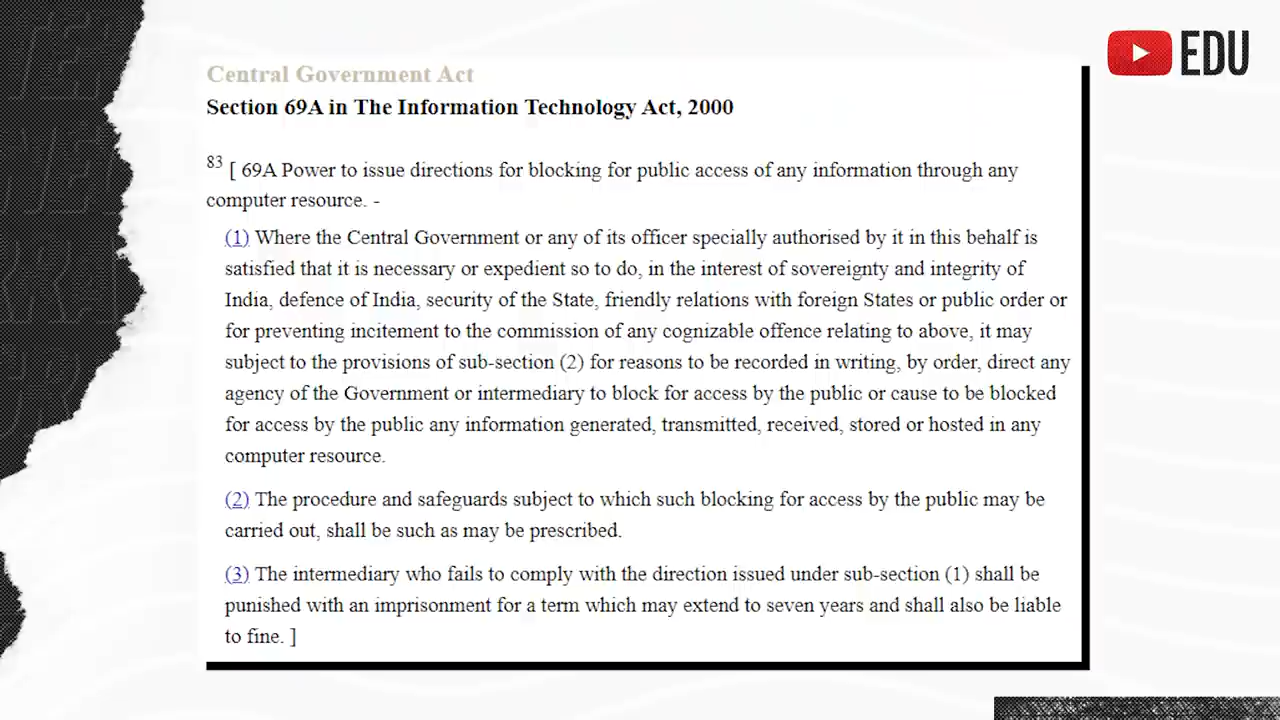 EDU
Central Government Act
Section 69A in The Information Technology Act, 2000
83 [ 69A Power to issue directions for blocking for public access of any information through any
computer resource. -
(1) Where the Central Government or any of its officer specially authorised by it in this behalf is
satisfied that it is necessary or expedient so to do, in the interest of sovereignty and integrity of
India, defence of India, security of the State, friendly relations with foreign States or public order or
for preventing incitement to the commission of any cognizable offence relating to above, it may
subject to the provisions of sub-section (2) for reasons to be recorded in writing, by order, direct any
agency of the Government or intermediary to block for access by the public or cause to be blocked
for access by the public any information generated, transmitted, received, stored or hosted in any
computer resource.
(2) The procedure and safeguards subject to which such blocking for access by the public may be
carried out, shall be such as may be prescribed.
(3) The intermediary who fails to comply with the direction issued under sub-section (1) shall be
punished with an imprisonment for a term which may extend to seven years and shall also be liable
to fine. ]